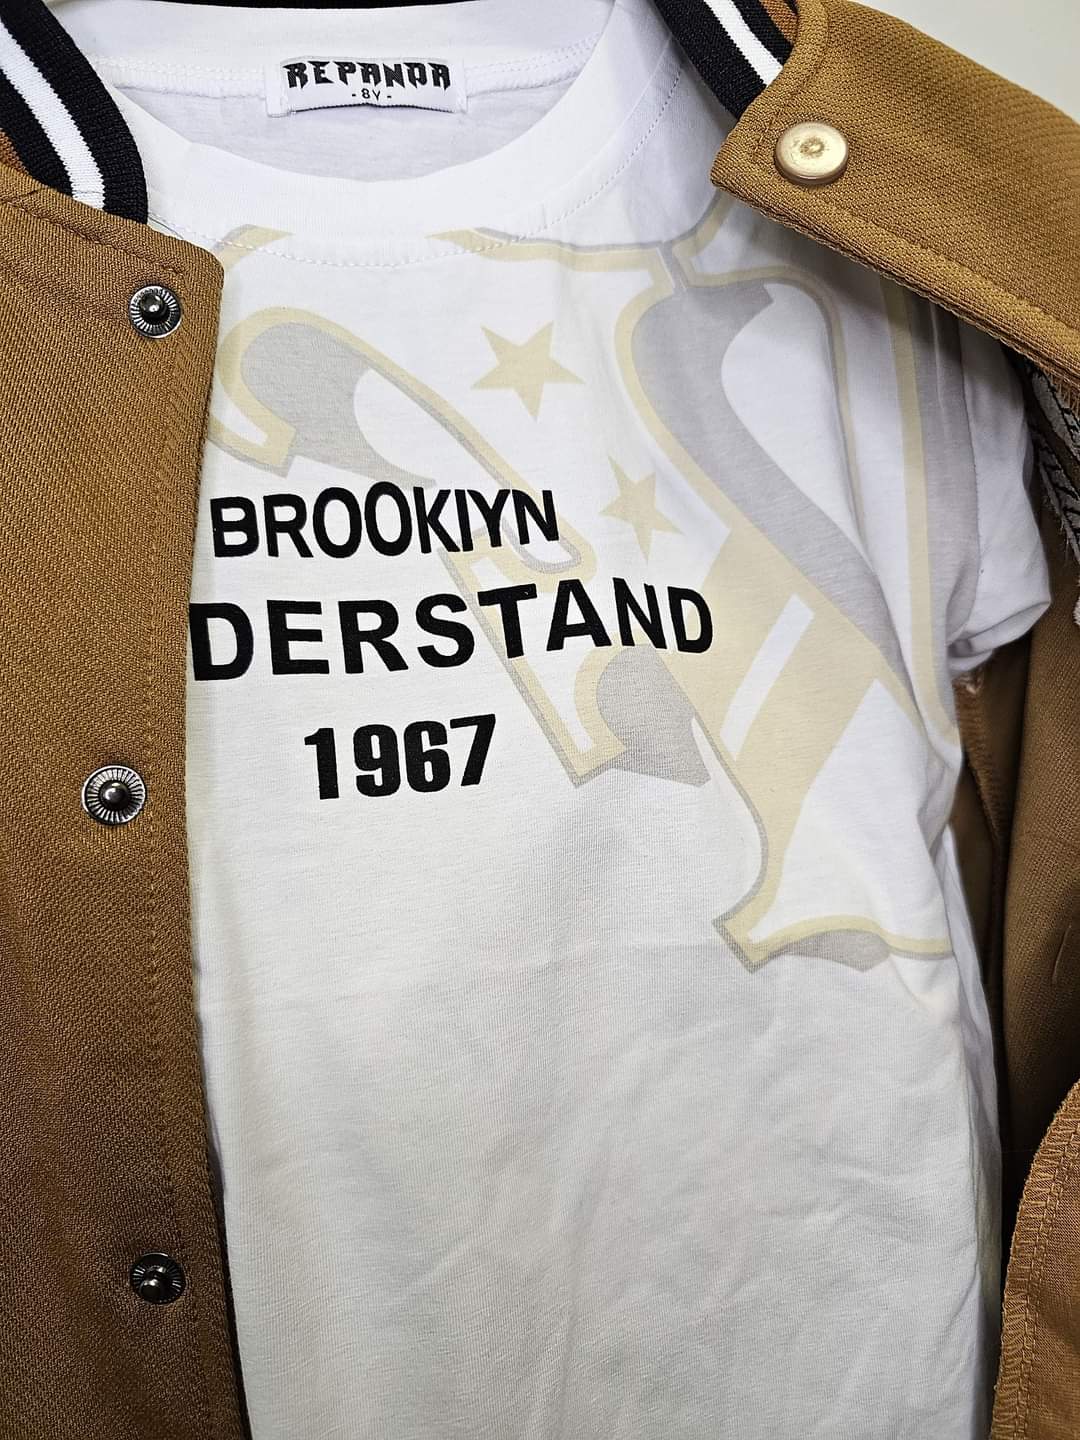 REPANDA
- 8Y -
BROOKIYN
DERSTAND
1967